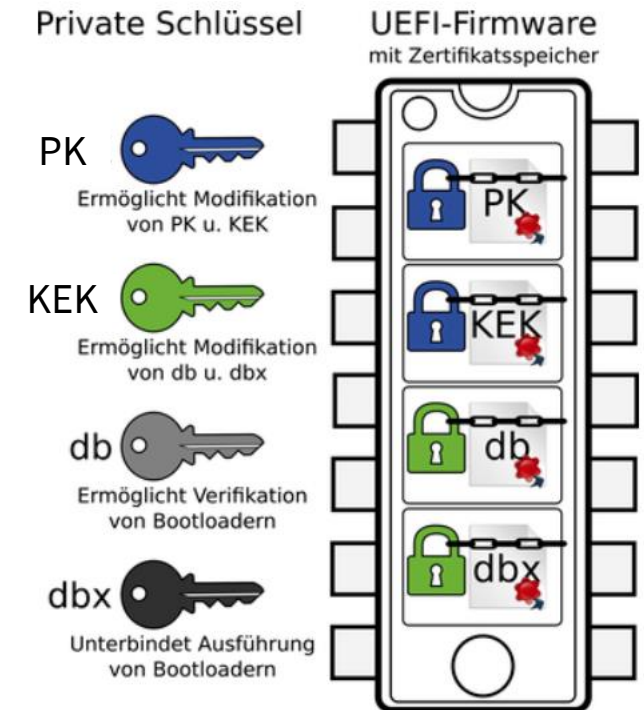 Private Schlüssel
PK
Ermöglicht Modifikation
von PK u. KEK
KEK
Ermöglicht Modifikation
von db u. dbx
db
Ermöglicht Verifikation
von Bootloadern
dbx
Unterbindet Ausführung
von Bootloadern
UEFI-Firmware
mit Zertifikatsspeicher
PK
KEK
db
dbx